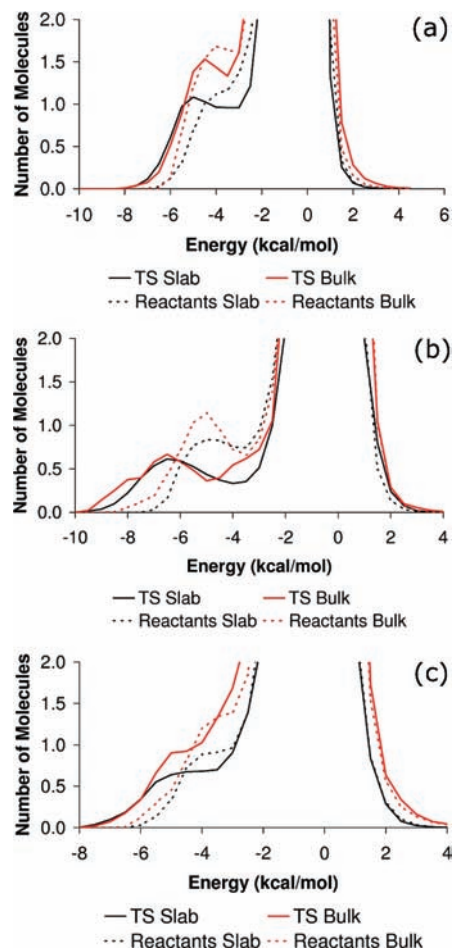 (a)
Number of Molecules
2.0
1.5
1.0
0.5
0.0
-10 -8 -6 -4 -2 0 2 4 6
Energy (kcal/mol)
TS Slab TS Bulk
Reactants Slab Reactants Bulk
(b)
Number of Molecules
2.0
1.5
1.0
0.5
0.0
-10 -8 -6 -4 -2 0 2 4
Energy (kcal/mol)
TS Slab TS Bulk
Reactants Slab Reactants Bulk
(c)
Number of Molecules
2.0
1.5
1.0
0.5
0.0
-8 -6 -4 -2 0 2 4
Energy (kcal/mol)
TS Slab TS Bulk
Reactants Slab Reactants Bulk